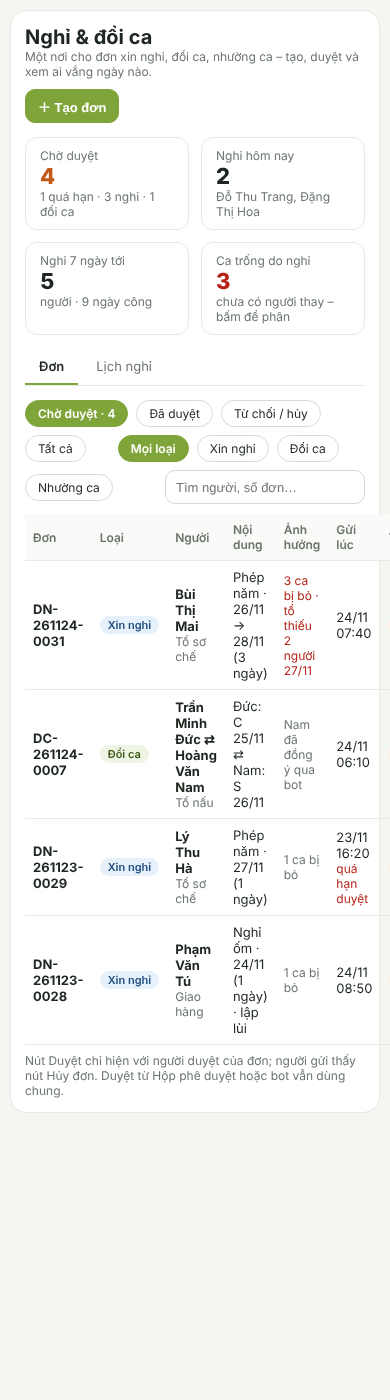 Nghỉ & đổi ca
Một nơi cho đơn xin nghỉ, đổi ca, nhường ca – tạo, duyệt và
xem ai vắng ngày nào.
+ Tạo đơn
Chờ duyệt
4
1 quá hạn · 3 nghỉ · 1
đổi ca
Nghỉ hôm nay
2
Đỗ Thu Trang, Đặng
Thị Hoa
Nghỉ 7 ngày tới
5
người · 9 ngày công
Ca trống do nghỉ
3
chưa có người thay –
bấm để phân
Đơn
Lịch nghỉ
Chờ duyệt · 4
Đã duyệt
Từ chối / hủy
Tất cả
Mọi loại
Xin nghỉ
Đổi ca
Nhường ca
Tìm người, số đơn...
Đơn
Loại
Người
Nội
dung
Ảnh
hưởng
Gửi
lúc
DN-
261124-
0031
Xin nghỉ
Bùi
Thị
Mai
Tổ sơ
chế
Phép
năm ·
26/11
→
28/11
(3
ngày)
3 ca
bị bỏ ·
tổ
thiếu
2
người
27/11
24/11
07:40
DC-
261124-
0007
Đổi ca
Trần
Minh
Đức ⇄
Hoàng
Văn
Nam
Tổ nấu
Đức:
C
25/11
⇄
Nam:
S
26/11
Nam
đã
đồng
ý qua
bot
24/11
06:10
DN-
261123-
0029
Xin nghỉ
Lý
Thu
Hà
Tổ sơ
chế
Phép
năm ·
27/11
(1
ngày)
1 ca bị
bỏ
23/11
16:20
quá
hạn
duyệt
DN-
261123-
0028
Xin nghỉ
Phạm
Văn
Tú
Giao
hàng
Nghỉ
ốm ·
24/11
(1
ngày)
· lập
lùi
1 ca bị
bỏ
24/11
08:50
Nút Duyệt chỉ hiện với người duyệt của đơn; người gửi thấy
nút Hủy đơn. Duyệt từ Hộp phê duyệt hoặc bot vẫn dùng
chung.